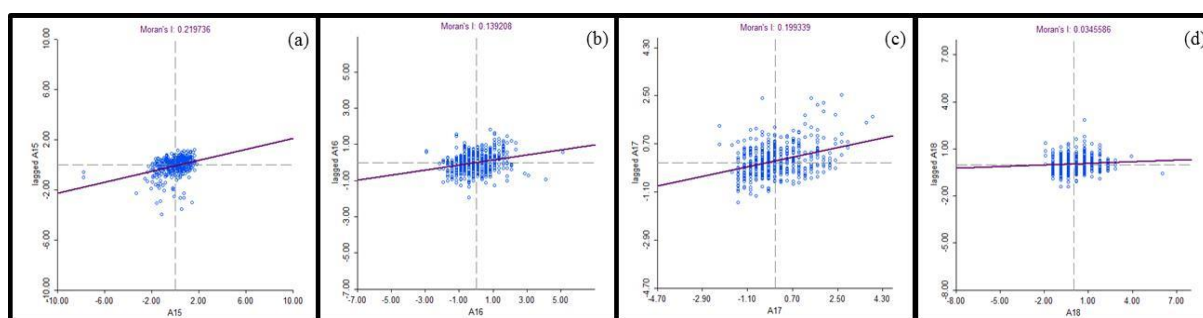 Moran's I: 0.219736
(a)
10.00
6.00
2.00
-2.00
-6.00
-10.00
lagged A15
-10.00 -6.00 -2.00 2.00 6.00 10.00
A15
Moran's I: 0.139208
(b)
5.00
3.00
1.00
-1.00
-3.00
-5.00
-7.00
lagged A16
-7.00 -5.00 -3.00 -1.00 1.00 3.00 5.00
A16
Moran's I: 0.199339
(c)
4.30
2.50
0.70
-1.10
-2.90
-4.70
lagged A17
-4.70 -2.90 -1.10 0.70 2.50 4.30
A17
Moran's I: 0.0345586
(d)
7.00
4.00
1.00
-2.00
-5.00
-8.00
lagged A18
-8.00 -5.00 -2.00 1.00 4.00 7.00
A18